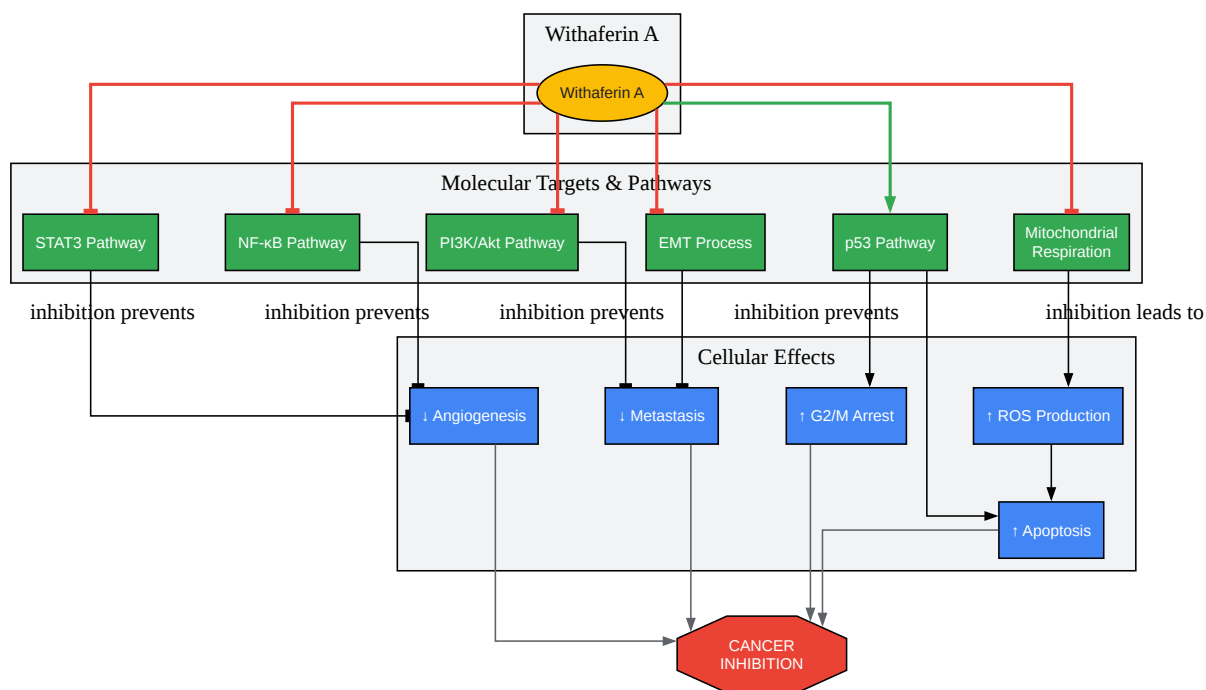 Withaferin A
Withaferin A
Molecular Targets & Pathways
STAT3 Pathway
NF-κB Pathway
PI3K/Akt Pathway
EMT Process
p53 Pathway
Mitochondrial
Respiration
inhibition prevents
inhibition prevents
inhibition prevents
inhibition prevents
inhibition leads to
Cellular Effects
↓ Angiogenesis
↓ Metastasis
↑ G2/M Arrest
↑ ROS Production
↑ Apoptosis
CANCER
INHIBITION